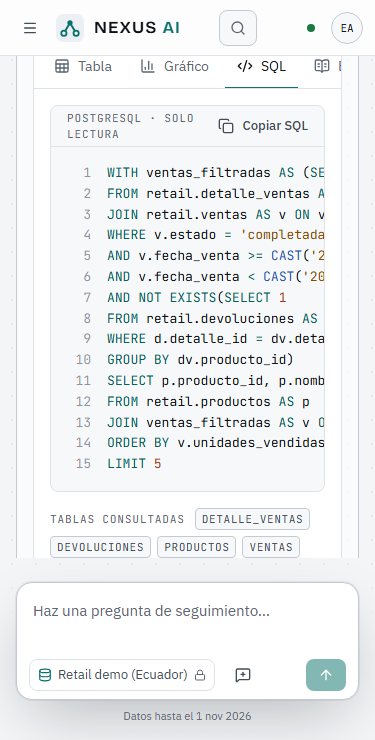 NEXUS AI
EA
Tabla
Gráfico
SQL
POSTGRESQL · SOLO
LECTURA
Copiar SQL
1 WITH ventas_filtradas AS (SE
2 FROM retail.detalle_ventas A
3 JOIN retail.ventas AS v ON v
4 WHERE v.estado = 'completada
5 AND v.fecha_venta >= CAST('2
6 AND v.fecha_venta < CAST('20
7 AND NOT EXISTS(SELECT 1
8 FROM retail.devoluciones AS
9 WHERE d.detalle_id = dv.deta
10 GROUP BY dv.producto_id)
11 SELECT p.producto_id, p.nomb
12 FROM retail.productos AS p
13 JOIN ventas_filtradas AS v O
14 ORDER BY v.unidades_vendidas
15 LIMIT 5
TABLAS CONSULTADAS DETALLE_VENTAS
DEVOLUCIONES PRODUCTOS VENTAS
Haz una pregunta de seguimiento...
Retail demo (Ecuador)
Datos hasta el 1 nov 2026